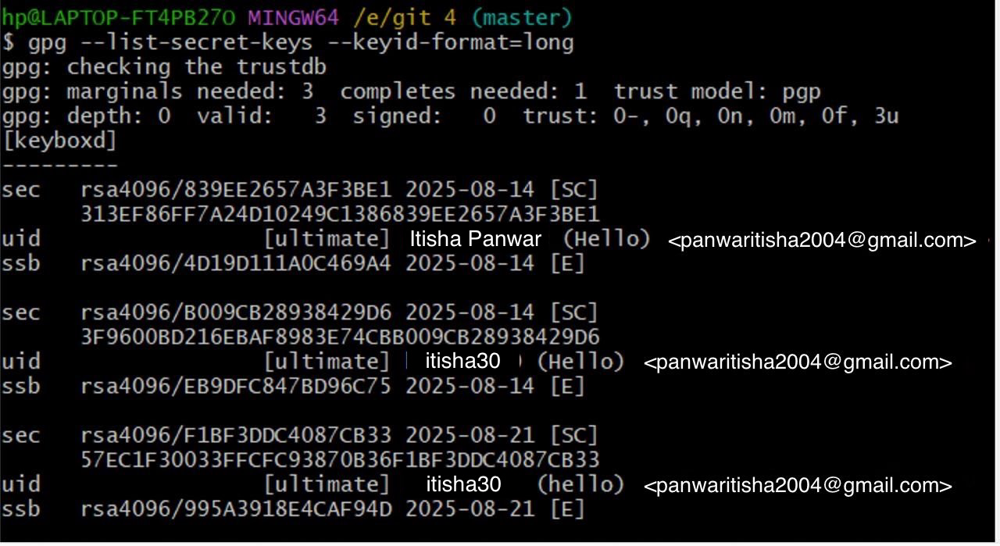 hp@LAPTOP-FT4PB27O MINGW64 /e/git 4 (master)
$ gpg --list-secret-keys --keyid-format=long
gpg: checking the trustdb
gpg: marginals needed: 3  completes needed: 1  trust model: pgp
gpg: depth: 0  valid:   3  signed:   0  trust: 0-, 0q, 0n, 0m, 0f, 3u
[keyboxd]
---------
sec   rsa4096/839EE2657A3F3BE1 2025-08-14 [SC]
      313EF86FF7A24D10249C1386839EE2657A3F3BE1
uid                 [ultimate] Itisha Panwar (Hello) <panwaritisha2004@gmail.com>
ssb   rsa4096/4D19D111A0C469A4 2025-08-14 [E]

sec   rsa4096/B009CB28938429D6 2025-08-14 [SC]
      3F9600BD216EBAF8983E74CBB009CB28938429D6
uid                 [ultimate] itisha30 (Hello) <panwaritisha2004@gmail.com>
ssb   rsa4096/EB9DFC847BD96C75 2025-08-14 [E]

sec   rsa4096/F1BF3DDC4087CB33 2025-08-21 [SC]
      57EC1F30033FFCFC93870B36F1BF3DDC4087CB33
uid                 [ultimate] itisha30 (hello) <panwaritisha2004@gmail.com>
ssb   rsa4096/995A3918E4CAF94D 2025-08-21 [E]